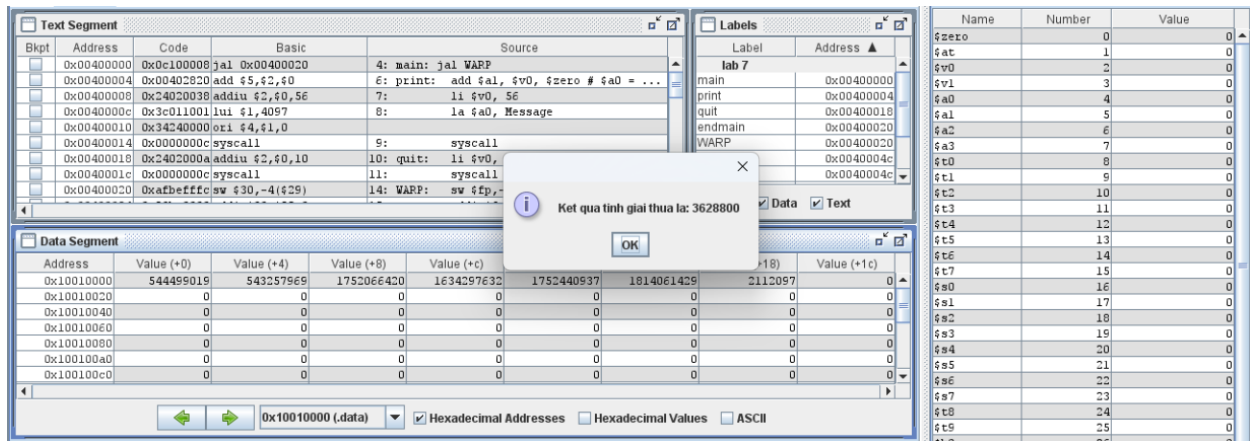 Text Segment
Bkpt Address Code Basic Source
0x00400000 0x0c100008 jal 0x00400020 4: main: jal WARP
0x00400004 0x00402820 add $5,$2,$0 6: print: add $a1, $v0, $zero # $a0 = ...
0x00400008 0x24020038 addiu $2,$0,56 7: li $v0, 56
0x0040000c 0x3c011001 lui $1,4097 8: la $a0, Message
0x00400010 0x34240000 ori $4,$1,0
0x00400014 0x0000000c syscall 9: syscall
0x00400018 0x2402000a addiu $2,$0,10 10: quit: li $v0,
0x0040001c 0x0000000c syscall 11: syscall
0x00400020 0xafbefffc sw $30,-4($29) 14: WARP: sw $fp,-
Labels
Label Address ▲
lab 7
main 0x00400000
print 0x00400004
quit 0x00400018
endmain 0x00400020
WARP 0x00400020
0x0040004c
0x0040004c
Data Text
Ket qua tinh giai thua la: 3628800
OK
Data Segment
Address Value (+0) Value (+4) Value (+8) Value (+c) +18) Value (+1c)
0x10010000 544499019 543257969 1752066420 1634297632 1752440937 1814061429 2112097 0
0x10010020 0 0 0 0 0 0 0 0
0x10010040 0 0 0 0 0 0 0 0
0x10010060 0 0 0 0 0 0 0 0
0x10010080 0 0 0 0 0 0 0 0
0x100100a0 0 0 0 0 0 0 0 0
0x100100c0 0 0 0 0 0 0 0 0
0x10010000 (.data) Hexadecimal Addresses Hexadecimal Values ASCII
Name Number Value
$zero 0 0
$at 1 0
$v0 2 0
$v1 3 0
$a0 4 0
$a1 5 0
$a2 6 0
$a3 7 0
$t0 8 0
$t1 9 0
$t2 10 0
$t3 11 0
$t4 12 0
$t5 13 0
$t6 14 0
$t7 15 0
$s0 16 0
$s1 17 0
$s2 18 0
$s3 19 0
$s4 20 0
$s5 21 0
$s6 22 0
$s7 23 0
$t8 24 0
$t9 25 0